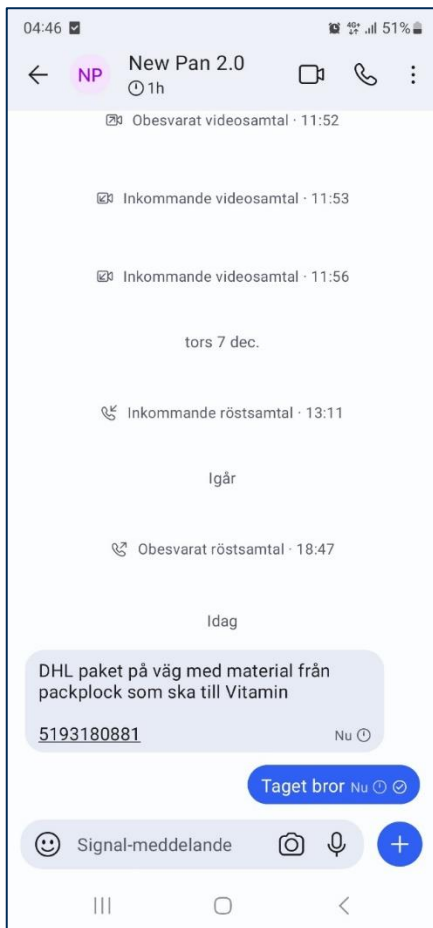 04:46 4G+ 51%
NP New Pan 2.0
1h
Obesvarat videosamtal · 11:52
Inkommande videosamtal · 11:53
Inkommande videosamtal · 11:56
tors 7 dec.
Inkommande röstsamtal · 13:11
Igår
Obesvarat röstsamtal · 18:47
Idag
DHL paket på väg med material från
packplock som ska till Vitamin
5193180881 Nu
Taget bror Nu
Signal-meddelande